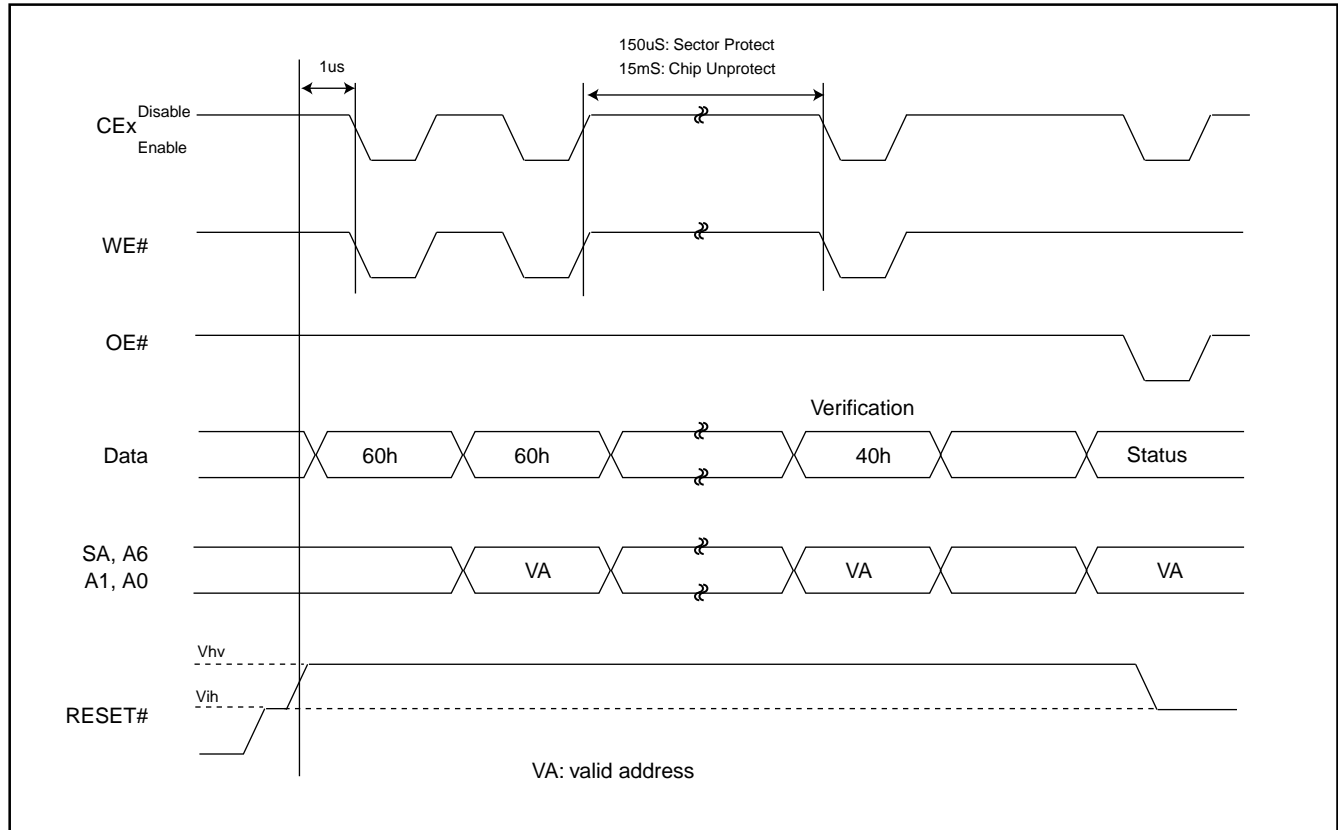 150uS: Sector Protect
15mS: Chip Unprotect
1us
CEx
Disable
Enable
WE#
OE#
Verification
Data
60h
60h
40h
Status
SA, A6
A1, A0
VA
VA
VA
Vhv
Vih
RESET#
VA: valid address